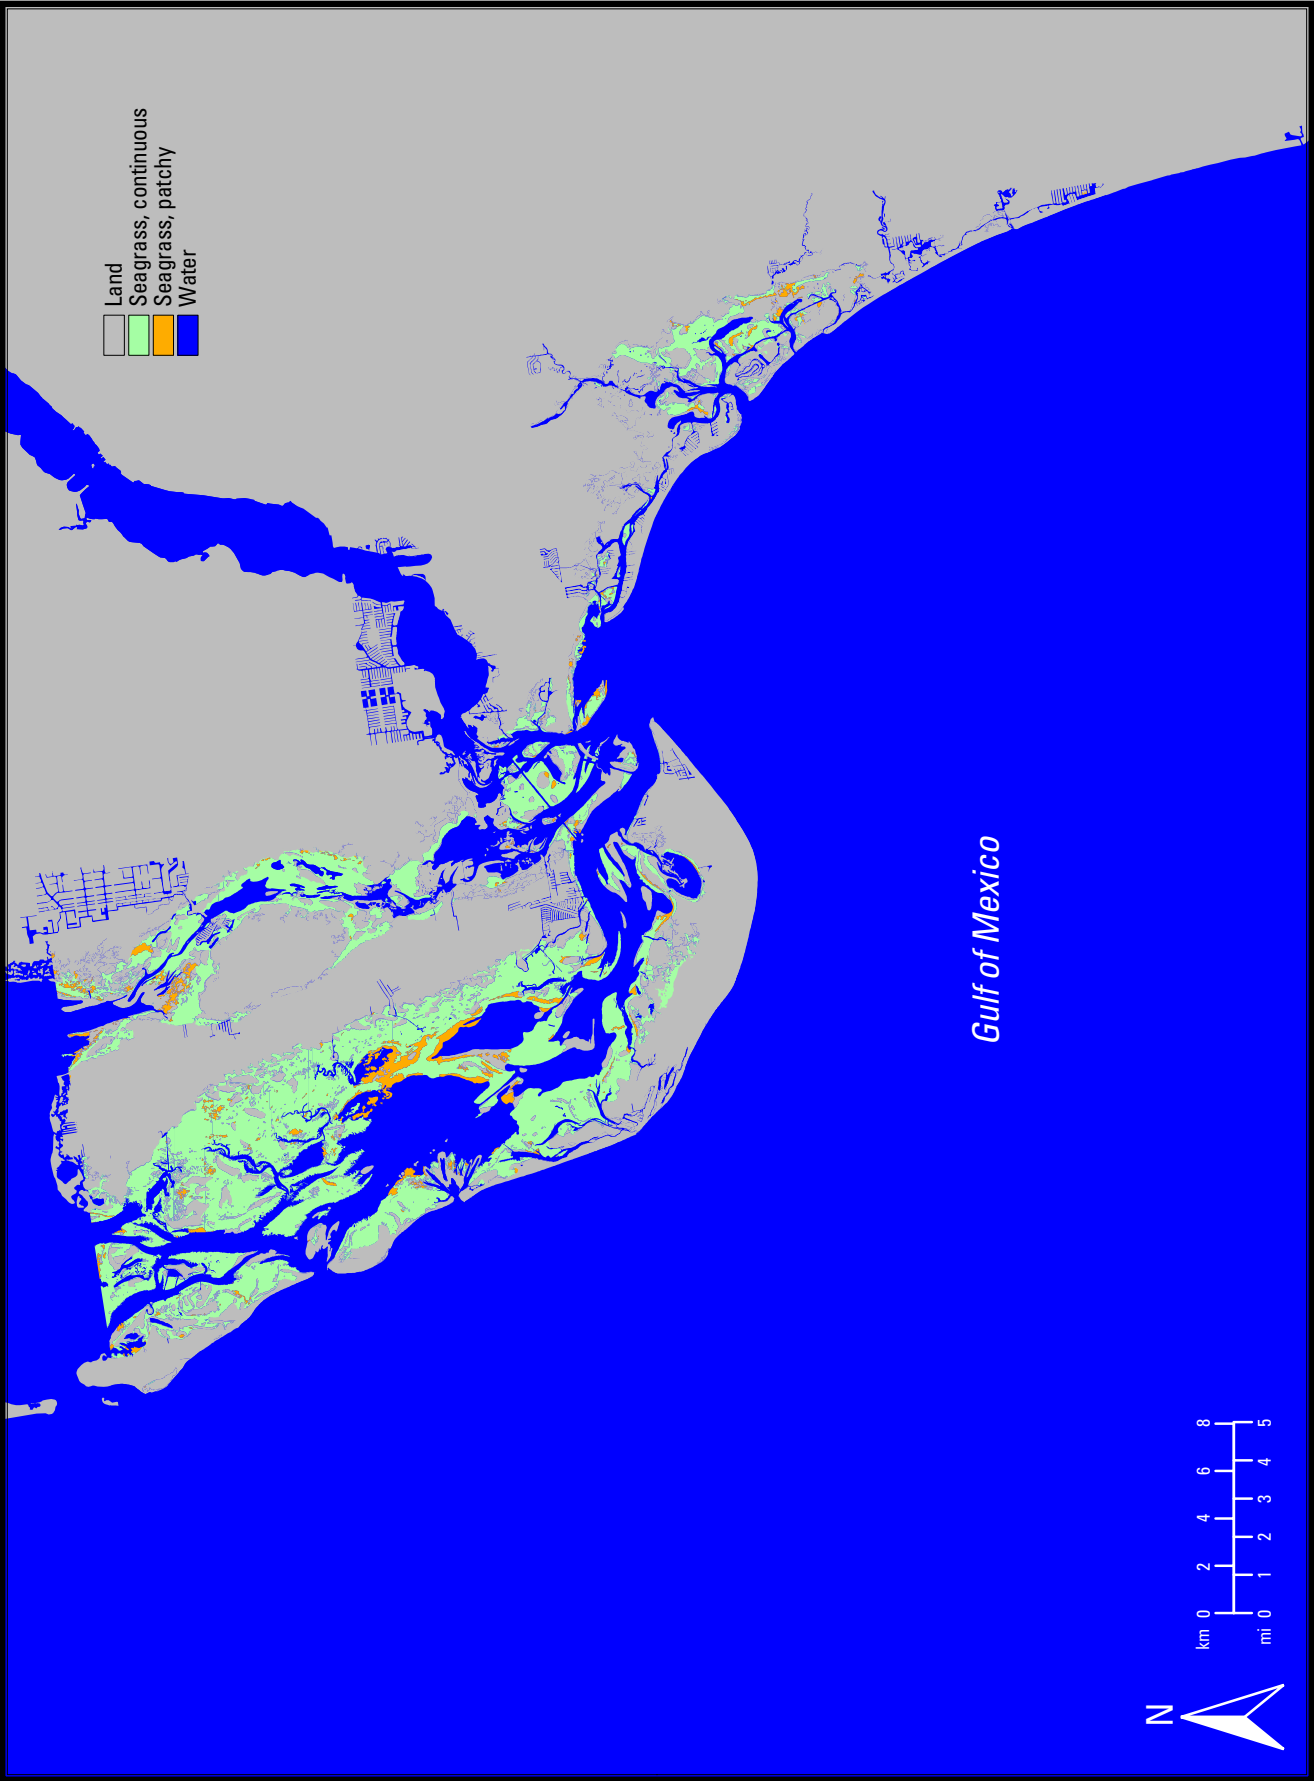 Land
Seagrass, continuous
Seagrass, patchy
Water
Gulf of Mexico
N
km 0 2 4 6 8
mi 0 1 2 3 4 5